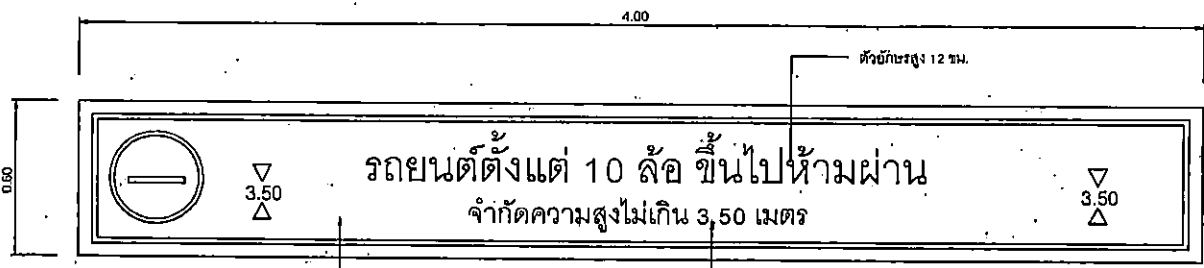 4.00
ตัวอักษรสูง 12 ซม.
0.60
รถยนต์ตั้งแต่ 10 ล้อ ขึ้นไปห้ามผ่าน
3.50
3.50
จำกัดความสูงไม่เกิน 3.50 เมตร